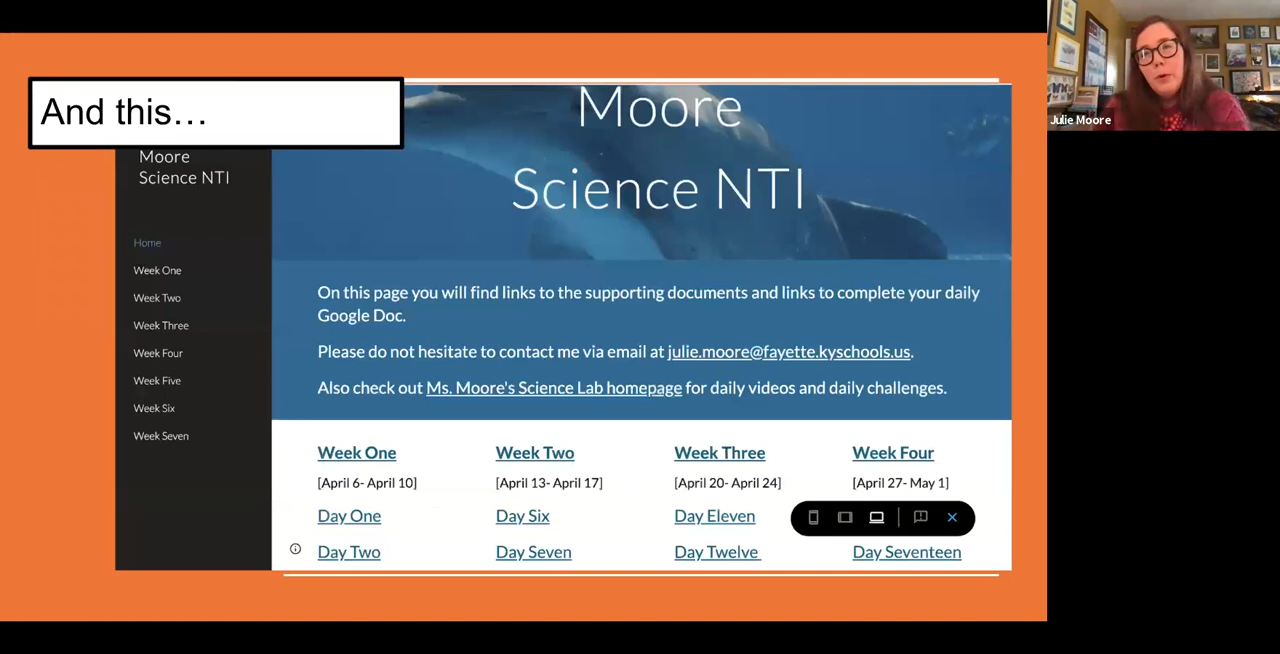 And this…
Julie Moore
Moore
Science NTI
Moore
Science NTI
Home
Week One
Week Two
Week Three
Week Four
Week Five
Week Six
Week Seven
On this page you will find links to the supporting documents and links to complete your daily
Google Doc.
Please do not hesitate to contact me via email at julie.moore@fayette.kyschools.us.
Also check out Ms. Moore's Science Lab homepage for daily videos and daily challenges.
Week One Week Two Week Three Week Four
[April 6- April 10] [April 13- April 17] [April 20- April 24] [April 27- May 1]
Day One Day Six Day Eleven
Day Two Day Seven Day Twelve Day Seventeen